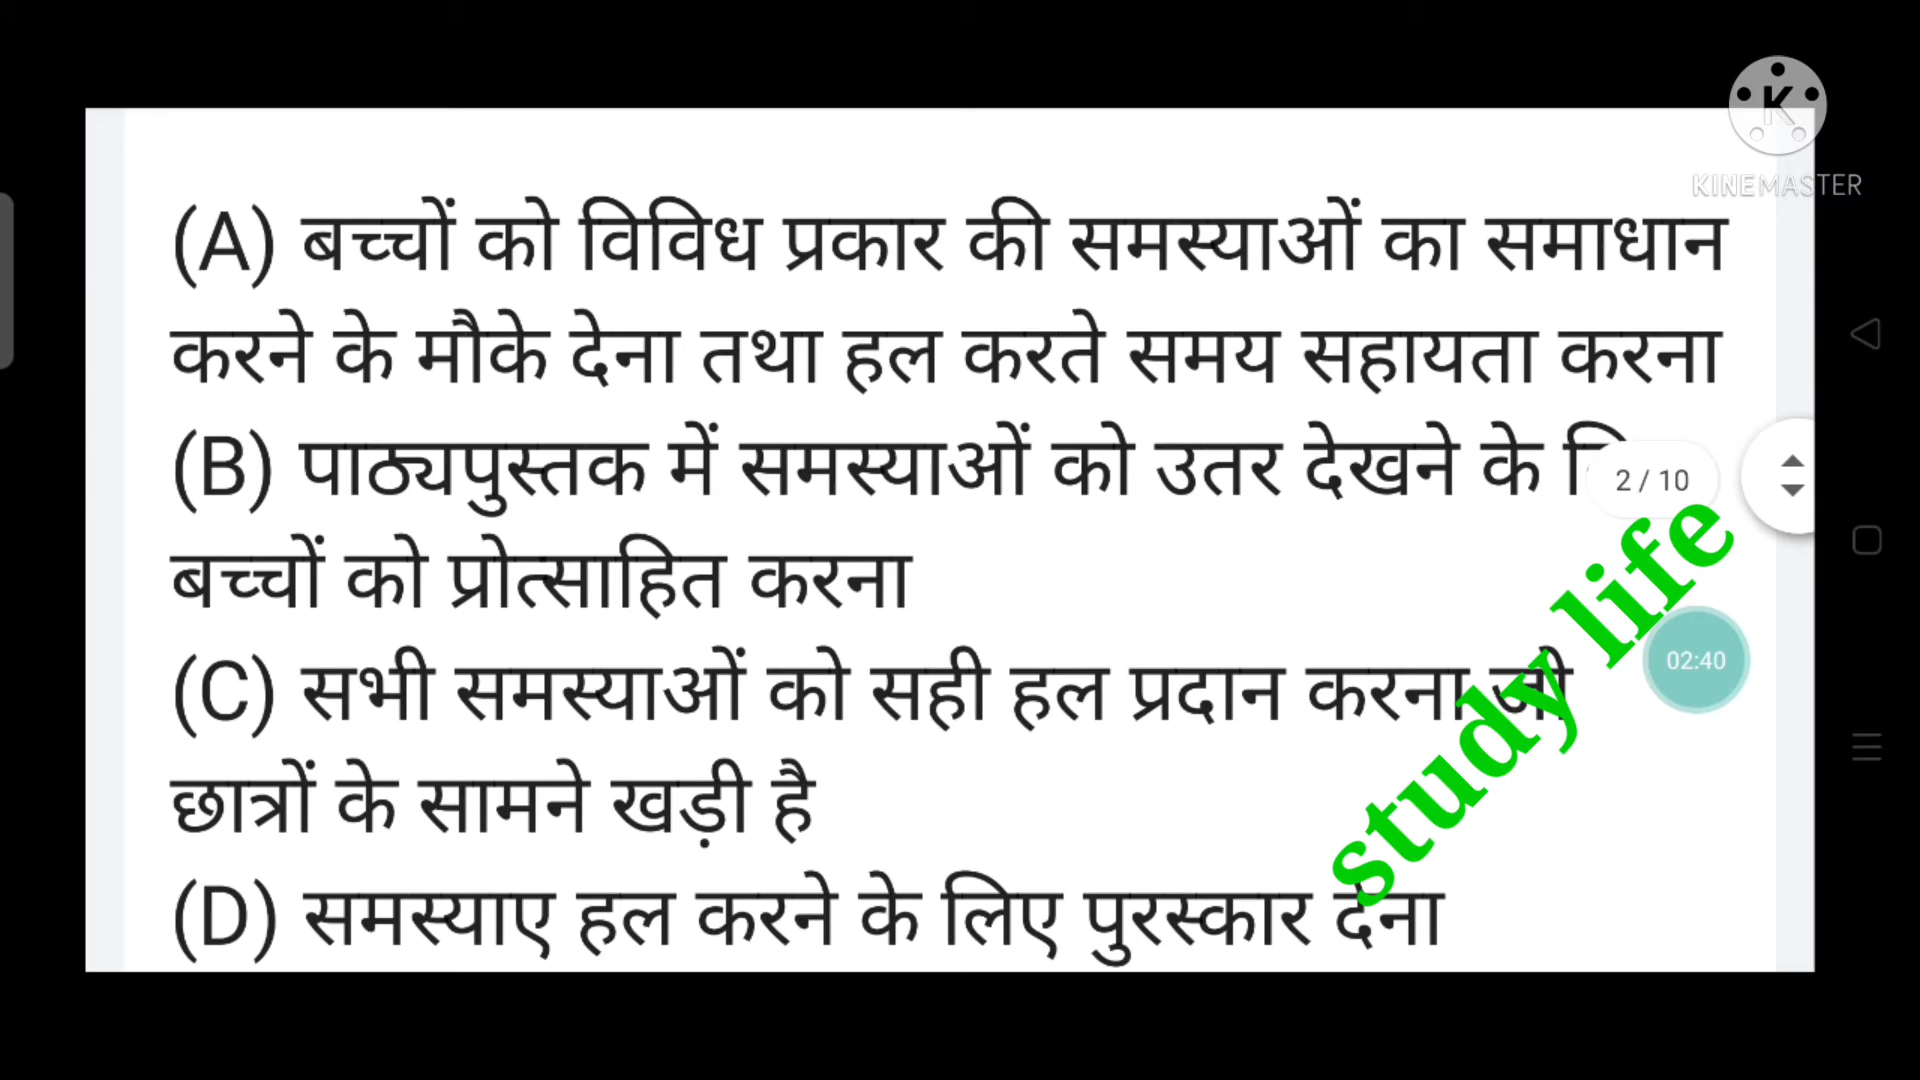 KINEMASTER
(A) बच्चों को विविध प्रकार की समस्याओं का समाधान
करने के मौके देना तथा हल करते समय सहायता करना
(B) पाठ्यपुस्तक में समस्याओं को उतर देखने के
2 / 10
बच्चों को प्रोत्साहित करना
study life
02:40
(C) सभी समस्याओं को सही हल प्रदान करना जो
छात्रों के सामने खड़ी है
(D) समस्याए हल करने के लिए पुरस्कार देना